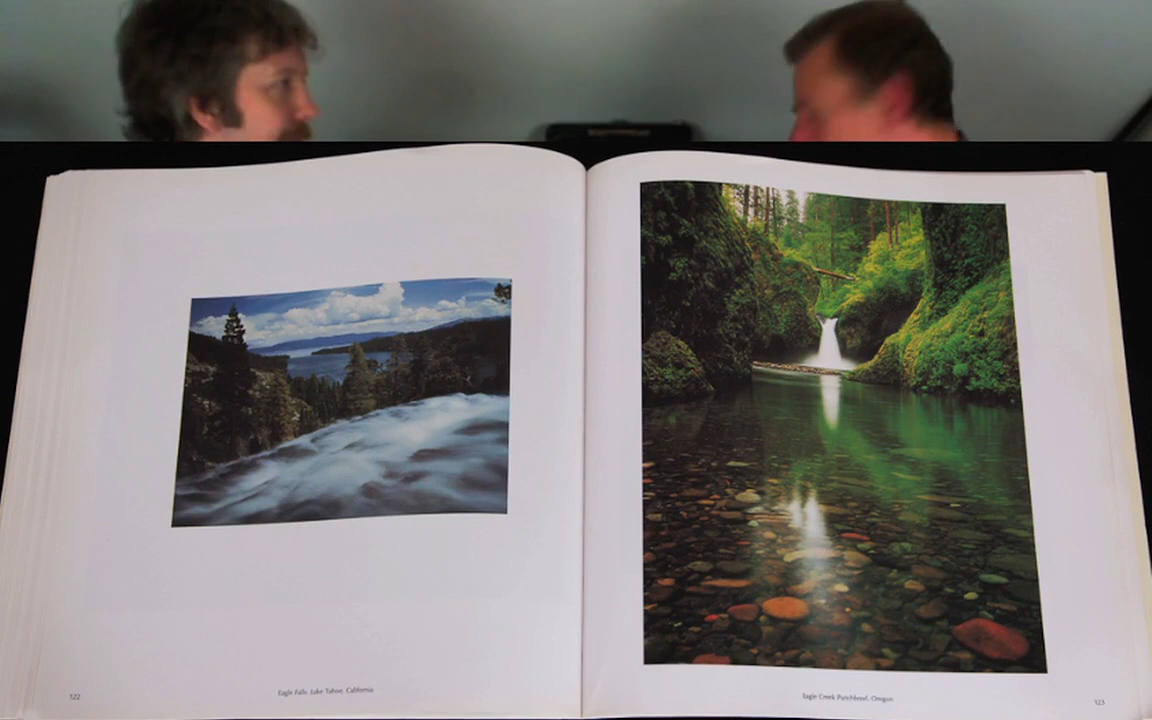 122
Eagle Falls, Lake Tahoe, California
Eagle Creek Punchbowl, Oregon
123